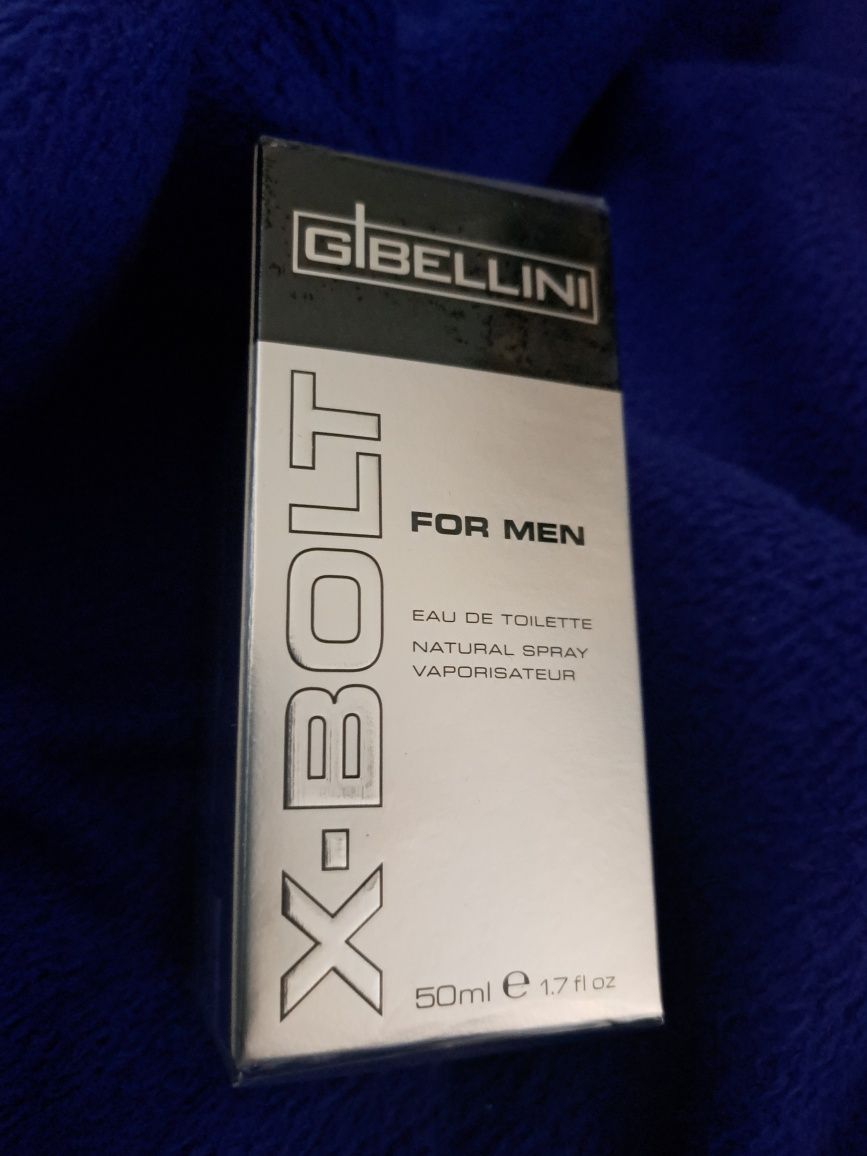 GIBELLINI
X-BOLT
FOR MEN
EAU DE TOILETTE
NATURAL SPRAY
VAPORISATEUR
50ml e 1.7 fl oz